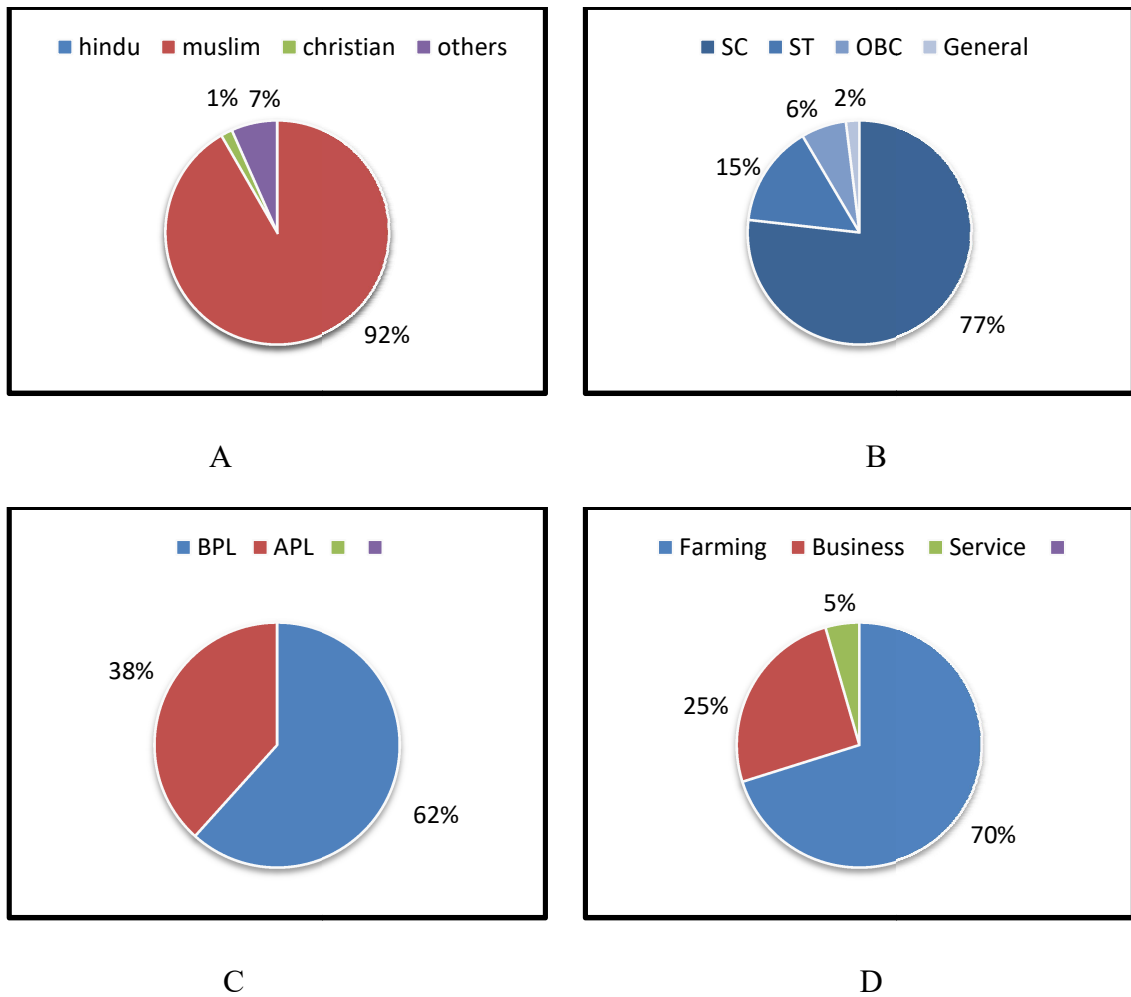 hindu muslim christian others
1% 7%
92%
A
SC ST OBC General
6% 2%
15%
77%
B
BPL APL
38%
62%
C
Farming Business Service
5%
25%
70%
D